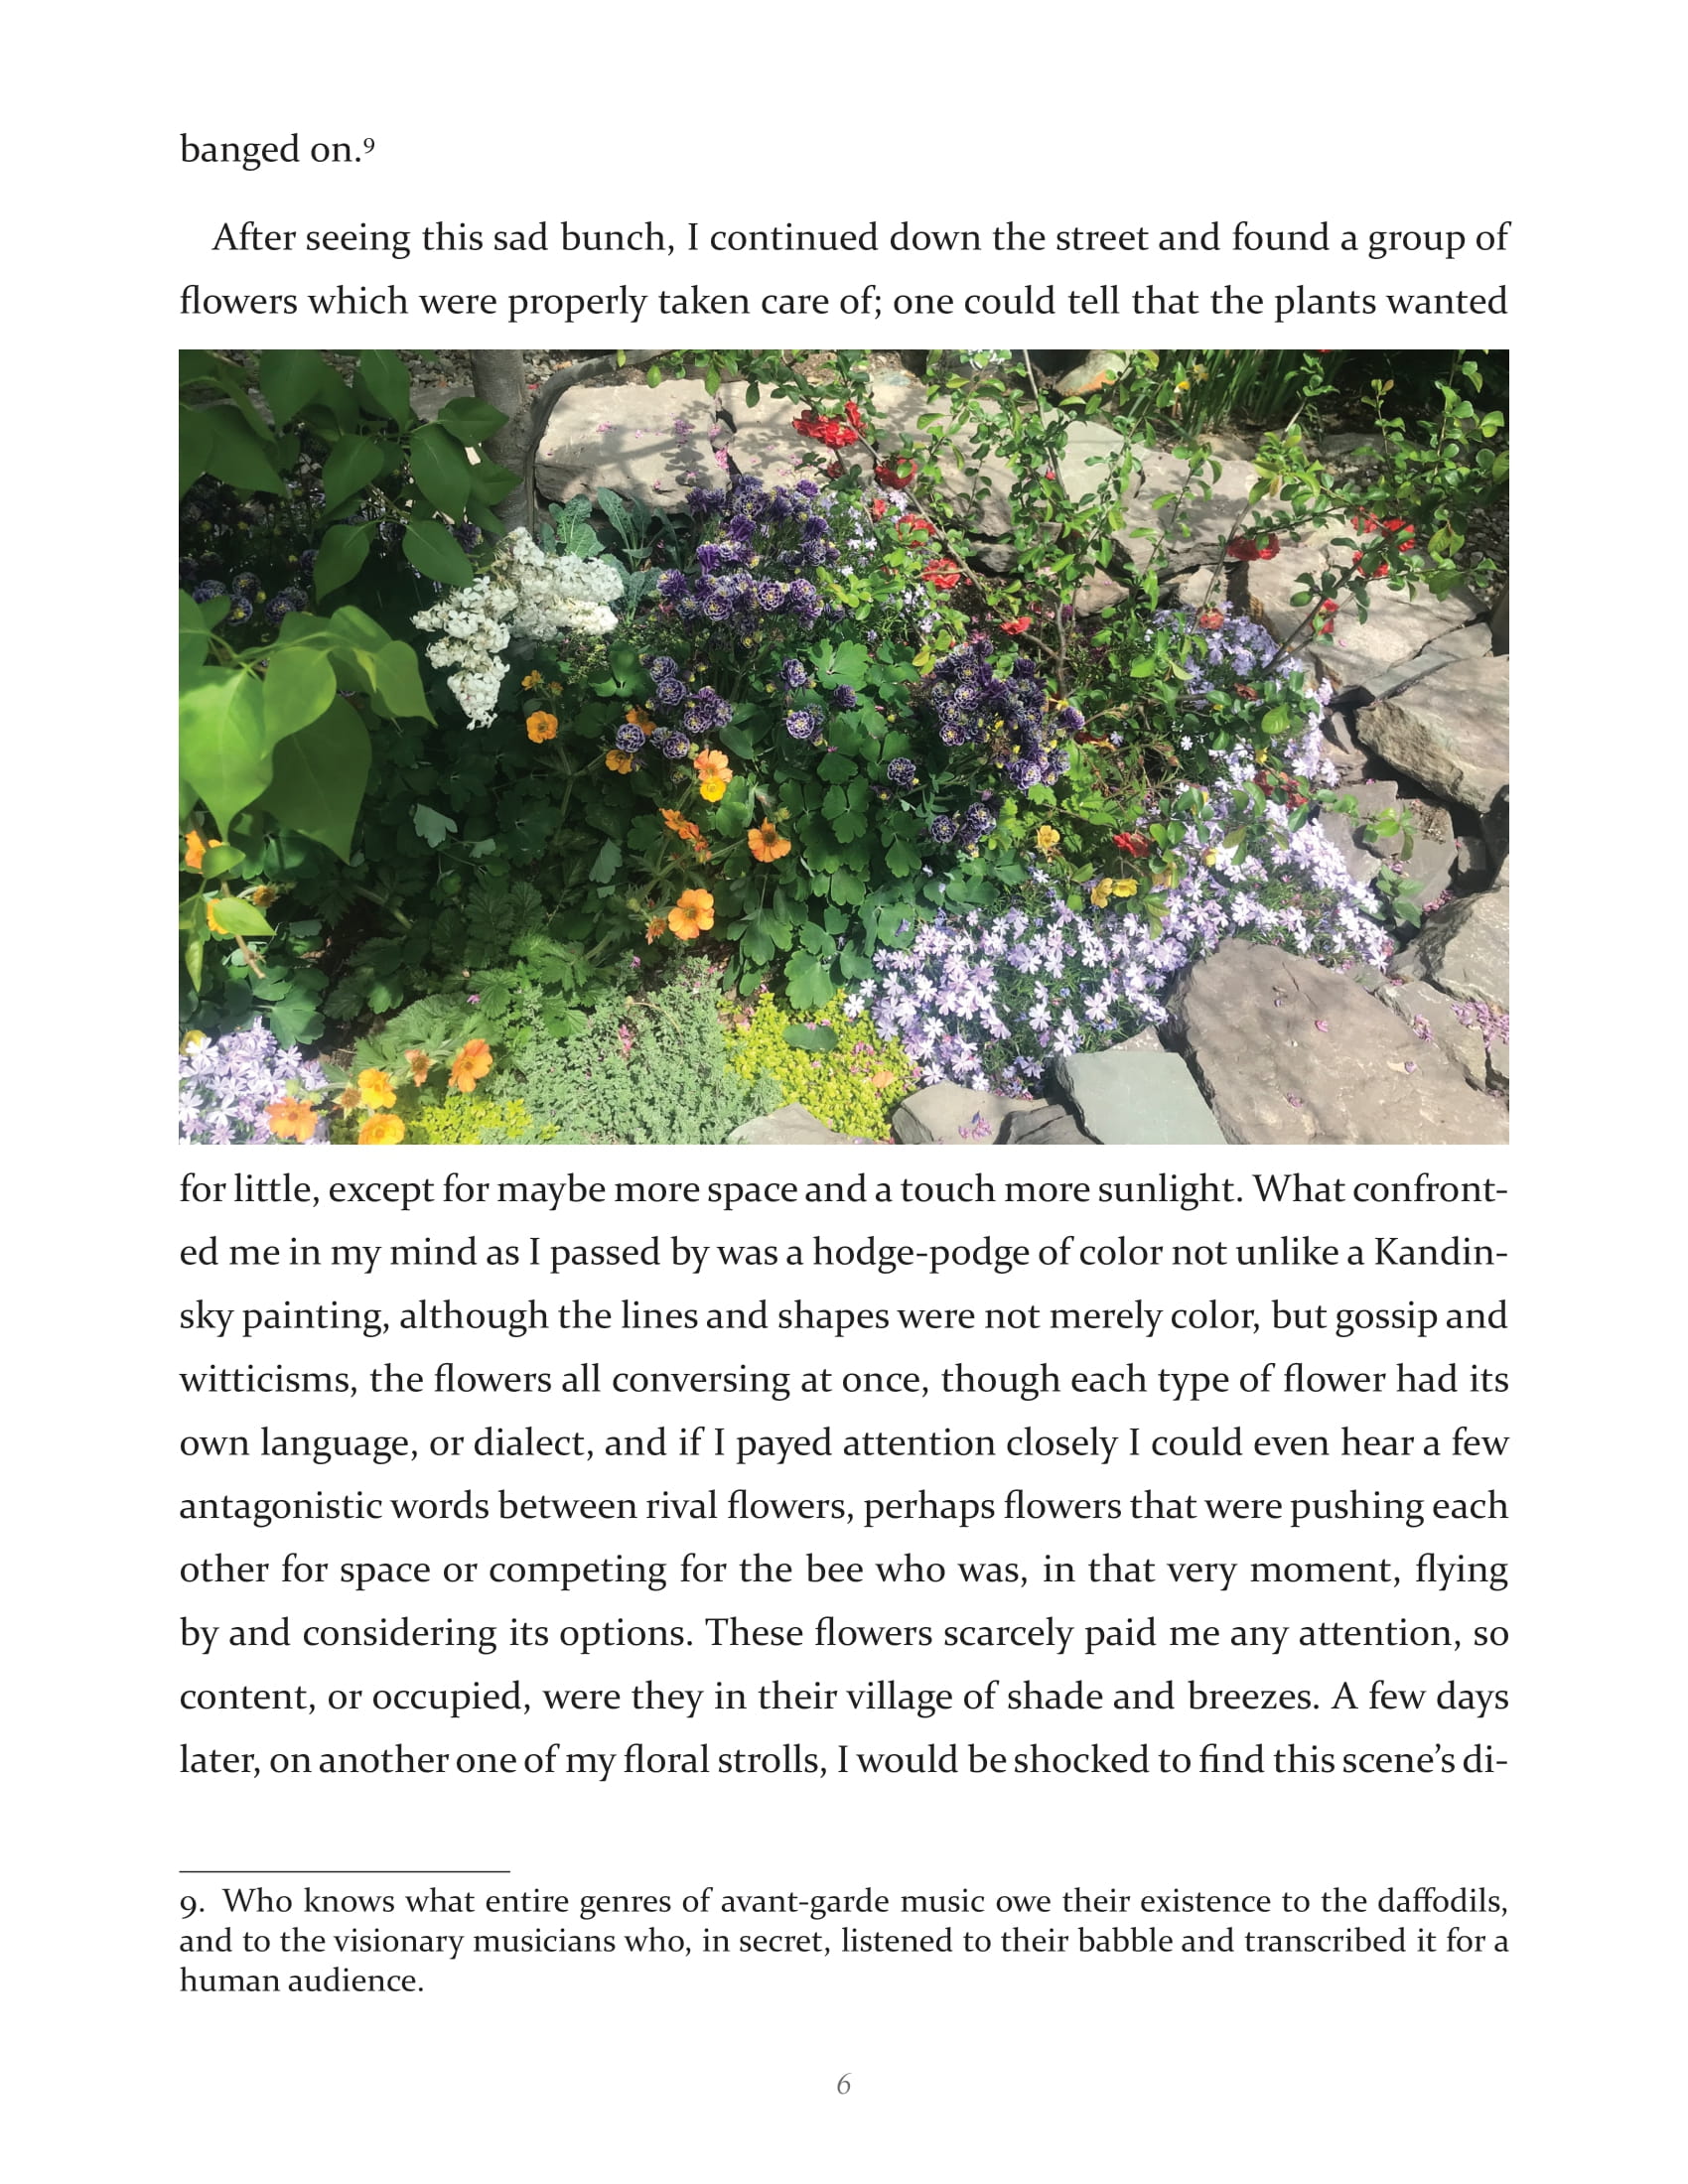 banged on.9
After seeing this sad bunch, I continued down the street and found a group of
flowers which were properly taken care of; one could tell that the plants wanted
for little, except for maybe more space and a touch more sunlight. What confront-
ed me in my mind as I passed by was a hodge-podge of color not unlike a Kandin-
sky painting, although the lines and shapes were not merely color, but gossip and
witticisms, the flowers all conversing at once, though each type of flower had its
own language, or dialect, and if I payed attention closely I could even hear a few
antagonistic words between rival flowers, perhaps flowers that were pushing each
other for space or competing for the bee who was, in that very moment, flying
by and considering its options. These flowers scarcely paid me any attention, so
content, or occupied, were they in their village of shade and breezes. A few days
later, on another one of my floral strolls, I would be shocked to find this scene’s di-
9. Who knows what entire genres of avant-garde music owe their existence to the daffodils,
and to the visionary musicians who, in secret, listened to their babble and transcribed it for a
human audience.
6